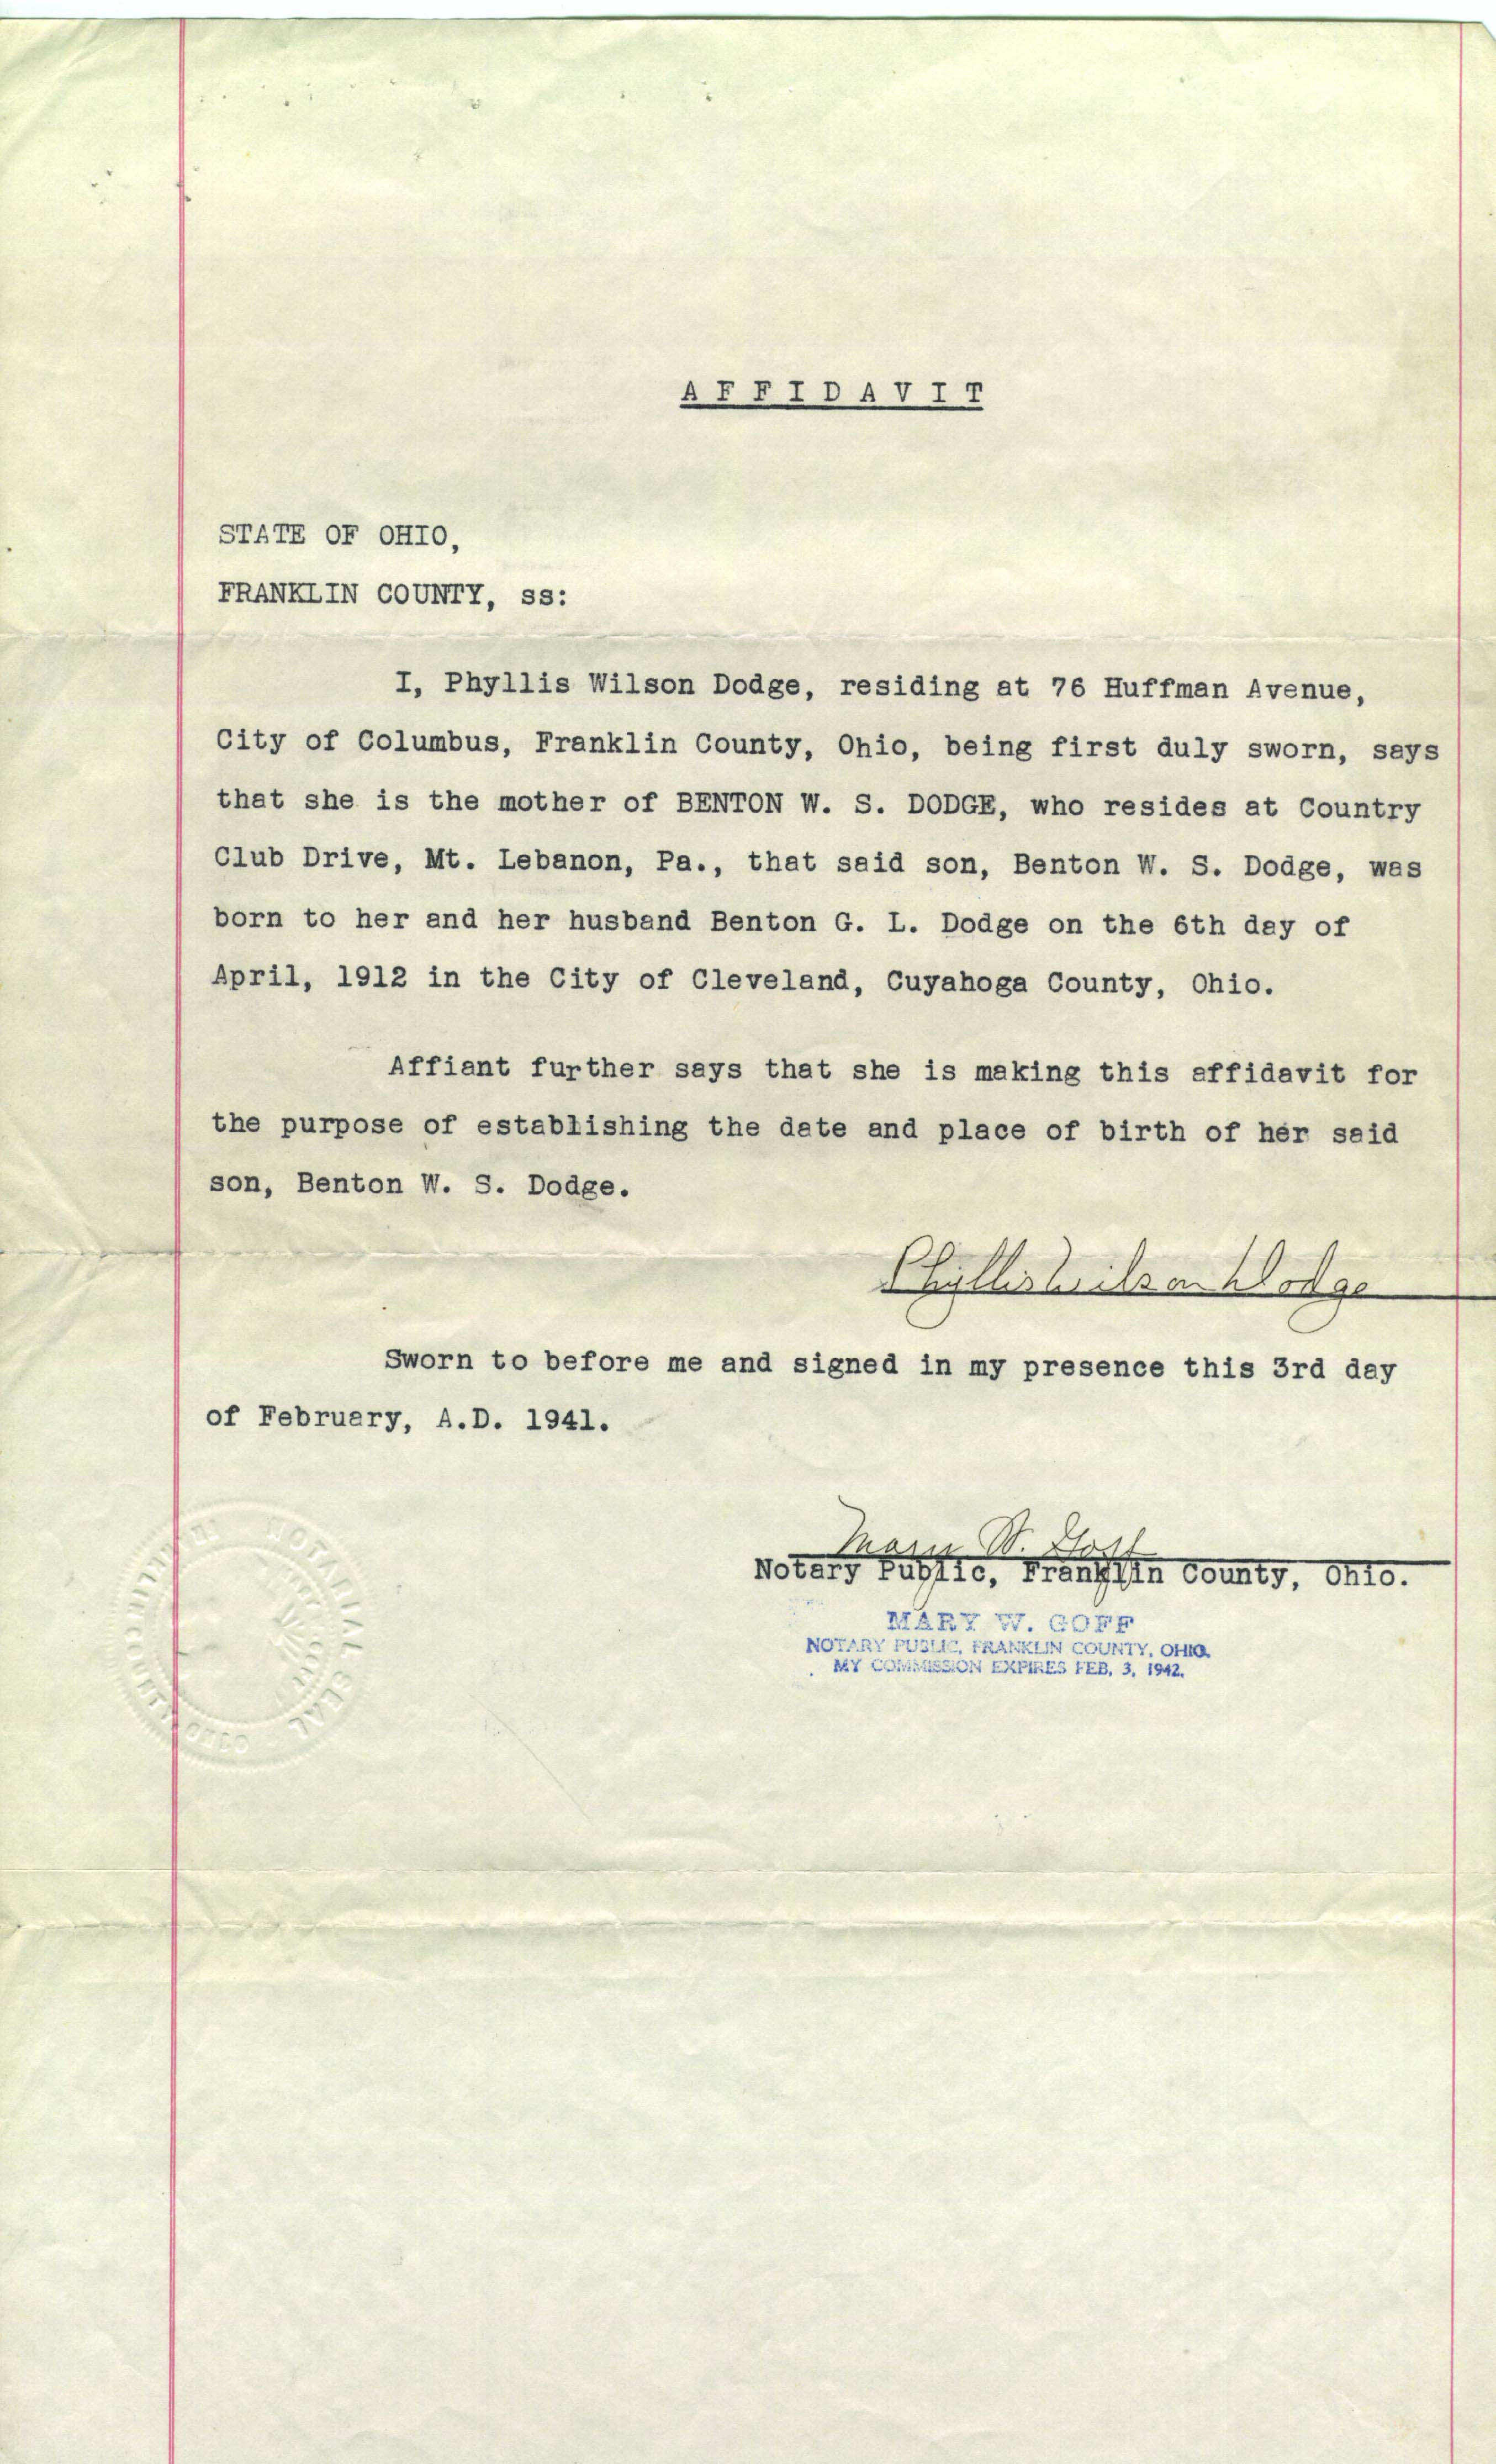 AFFIDAVIT
STATE OF OHIO,
FRANKLIN COUNTY, ss:
I, Phyllis Wilson Dodge, residing at 76 Huffman Avenue,
City of Columbus, Franklin County, Ohio, being first duly sworn, says
that she is the mother of BENTON W. S. DODGE, who resides at Country
Club Drive, Mt. Lebanon, Pa., that said son, Benton W. S. Dodge, was
born to her and her husband Benton G. L. Dodge on the 6th day of
April, 1912 in the City of Cleveland, Cuyahoga County, Ohio.
Affiant further says that she is making this affidavit for
the purpose of establishing the date and place of birth of her said
son, Benton W. S. Dodge.
Phyllis Wilson Dodge
Sworn to before me and signed in my presence this 3rd day
of February, A.D. 1941.
Mary W. Goff
Notary Public, Franklin County, Ohio.
MARY W. GOFF
NOTARY PUBLIC, FRANKLIN COUNTY, OHIO.
MY COMMISSION EXPIRES FEB. 3, 1942.
NOTARIAL
SEAL